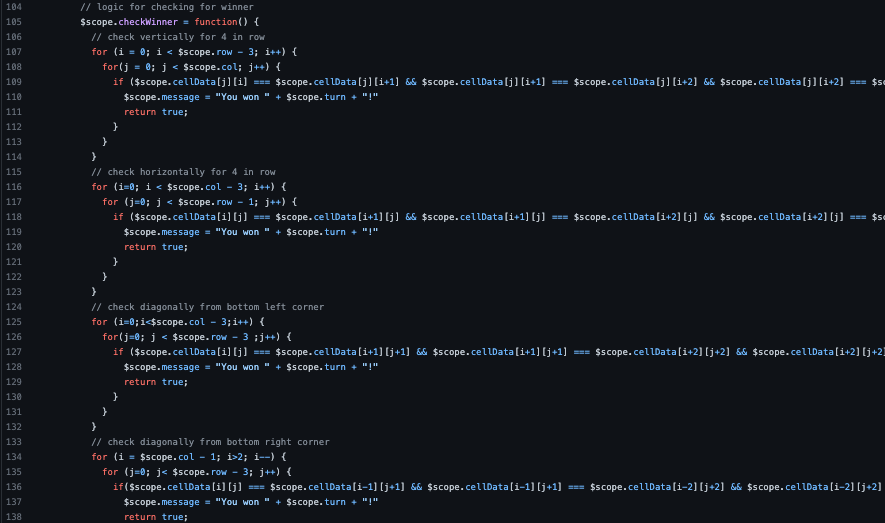 104 // logic for checking for winner
105 $scope.checkWinner = function() {
106 // check vertically for 4 in row
107 for (i = 0; i < $scope.row - 3; i++) {
108 for(j = 0; j < $scope.col; j++) {
109 if ($scope.cellData[j][i] === $scope.cellData[j][i+1] && $scope.cellData[j][i+1] === $scope.cellData[j][i+2] && $scope.cellData[j][i+2] === $sc
110 $scope.message = "You won " + $scope.turn + "!"
111 return true;
112 }
113 }
114 }
115 // check horizontally for 4 in row
116 for (i=0; i < $scope.col - 3; i++) {
117 for (j=0; j < $scope.row - 1; j++) {
118 if ($scope.cellData[i][j] === $scope.cellData[i+1][j] && $scope.cellData[i+1][j] === $scope.cellData[i+2][j] && $scope.cellData[i+2][j] === $sc
119 $scope.message = "You won " + $scope.turn + "!"
120 return true;
121 }
122 }
123 }
124 // check diagonally from bottom left corner
125 for (i=0;i<$scope.col - 3;i++) {
126 for(j=0; j < $scope.row - 3 ;j++) {
127 if ($scope.cellData[i][j] === $scope.cellData[i+1][j+1] && $scope.cellData[i+1][j+1] === $scope.cellData[i+2][j+2] && $scope.cellData[i+2][j+2]
128 $scope.message = "You won " + $scope.turn + "!"
129 return true;
130 }
131 }
132 }
133 // check diagonally from bottom right corner
134 for (i = $scope.col - 1; i>2; i--) {
135 for (j=0; j< $scope.row - 3; j++) {
136 if($scope.cellData[i][j] === $scope.cellData[i-1][j+1] && $scope.cellData[i-1][j+1] === $scope.cellData[i-2][j+2] && $scope.cellData[i-2][j+2]
137 $scope.message = "You won " + $scope.turn + "!"
138 return true;